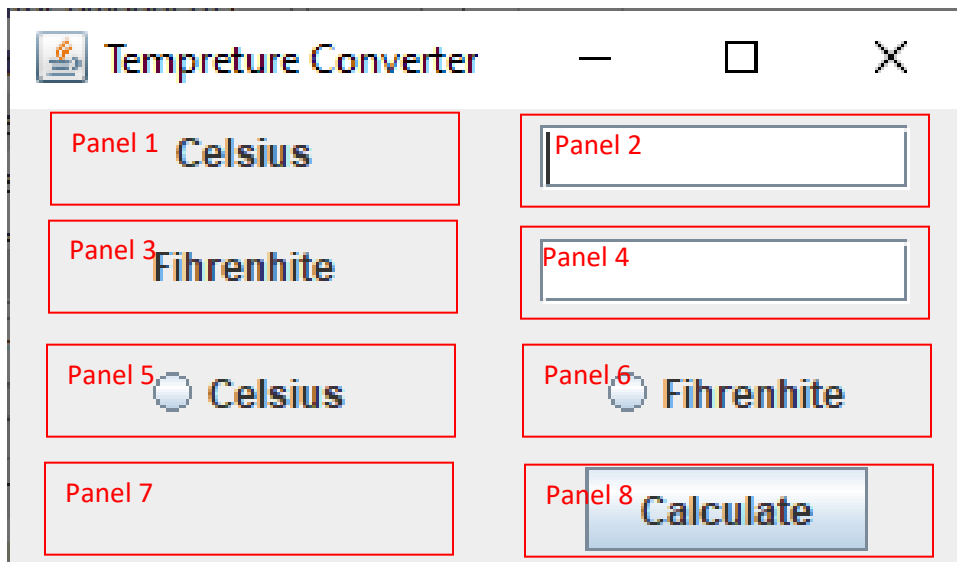 Tempreture Converter
Panel 1 Celsius
Panel 2
Panel 3 Fihrenhite
Panel 4
Panel 5 Celsius
Panel 6 Fihrenhite
Panel 7
Panel 8 Calculate